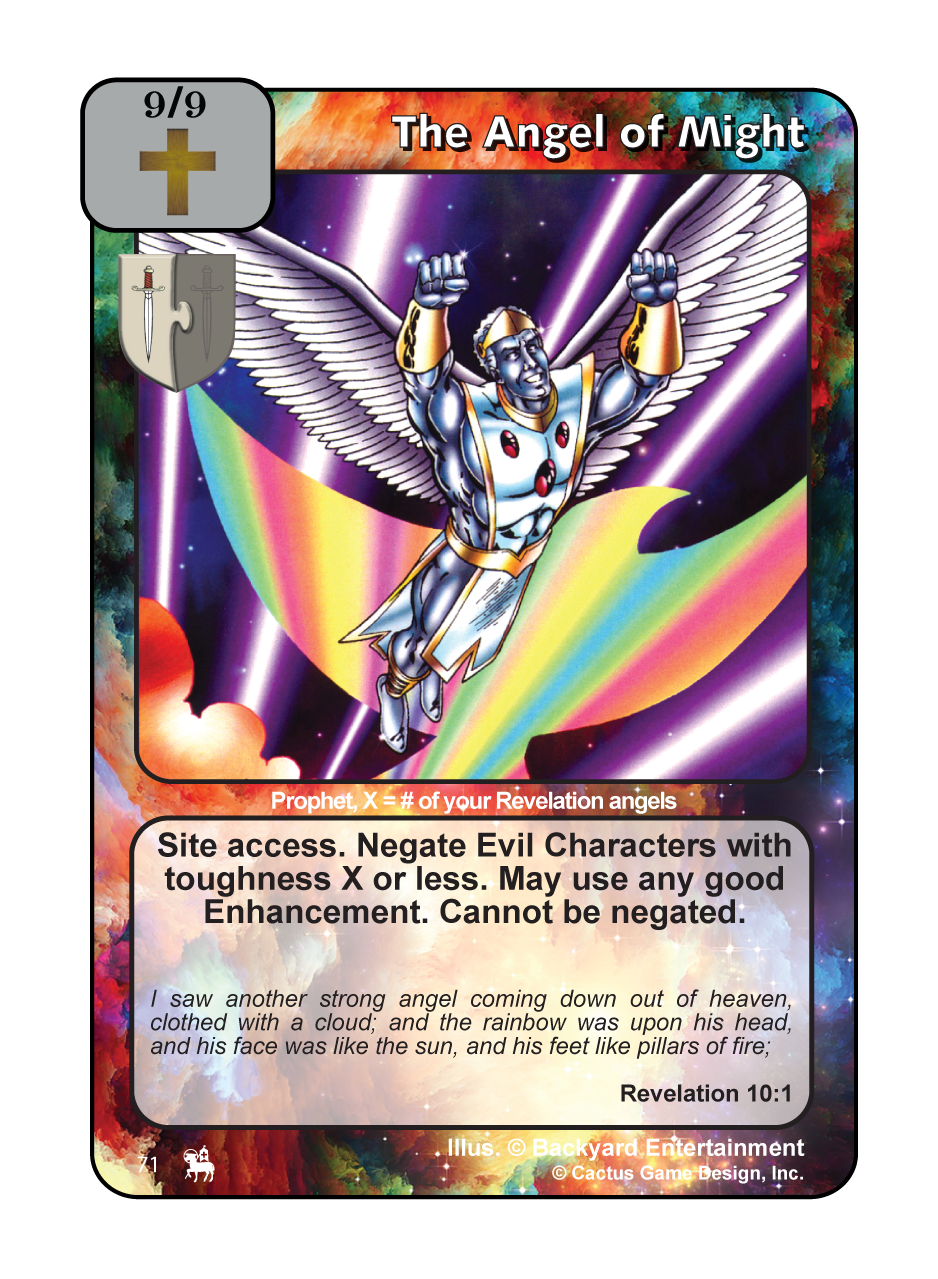 9/9
The Angel of Might
Prophet, X = # of your Revelation angels
Site access. Negate Evil Characters with
toughness X or less. May use any good
Enhancement. Cannot be negated.
I saw another strong angel coming down out of heaven,
clothed with a cloud; and the rainbow was upon his head,
and his face was like the sun, and his feet like pillars of fire;
Revelation 10:1
71
Illus. © Backyard Entertainment
© Cactus Game Design, Inc.